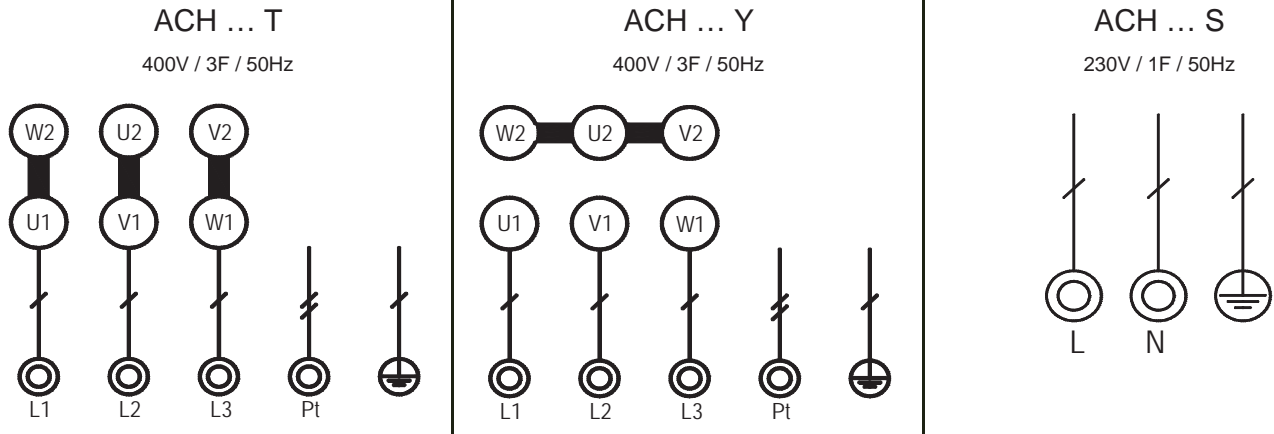 ACH … T
400V / 3F / 50Hz
W2 U2 V2
U1 V1 W1
L1 L2 L3 Pt
ACH … Y
400V / 3F / 50Hz
W2 U2 V2
U1 V1 W1
L1 L2 L3 Pt
ACH … S
230V / 1F / 50Hz
L N